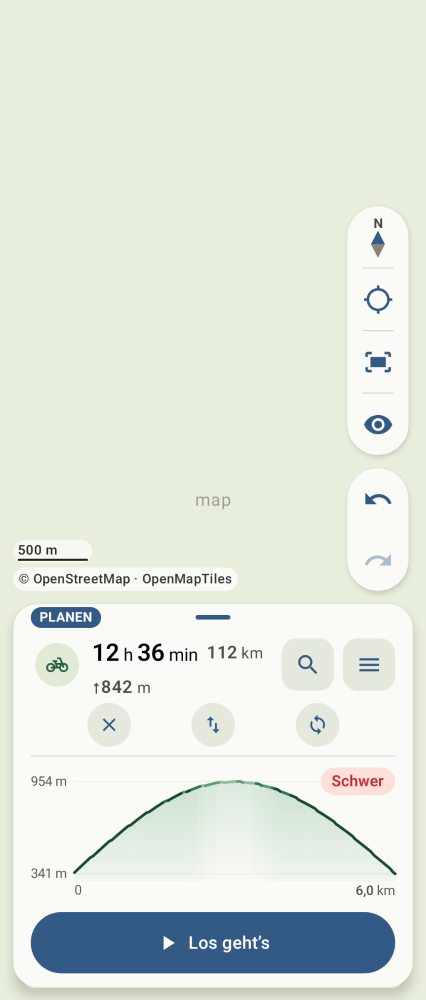 N
map
500 m
© OpenStreetMap · OpenMapTiles
PLANEN
12 h 36 min 112 km
↑842 m
954 m
Schwer
341 m
0
6,0 km
Los geht’s